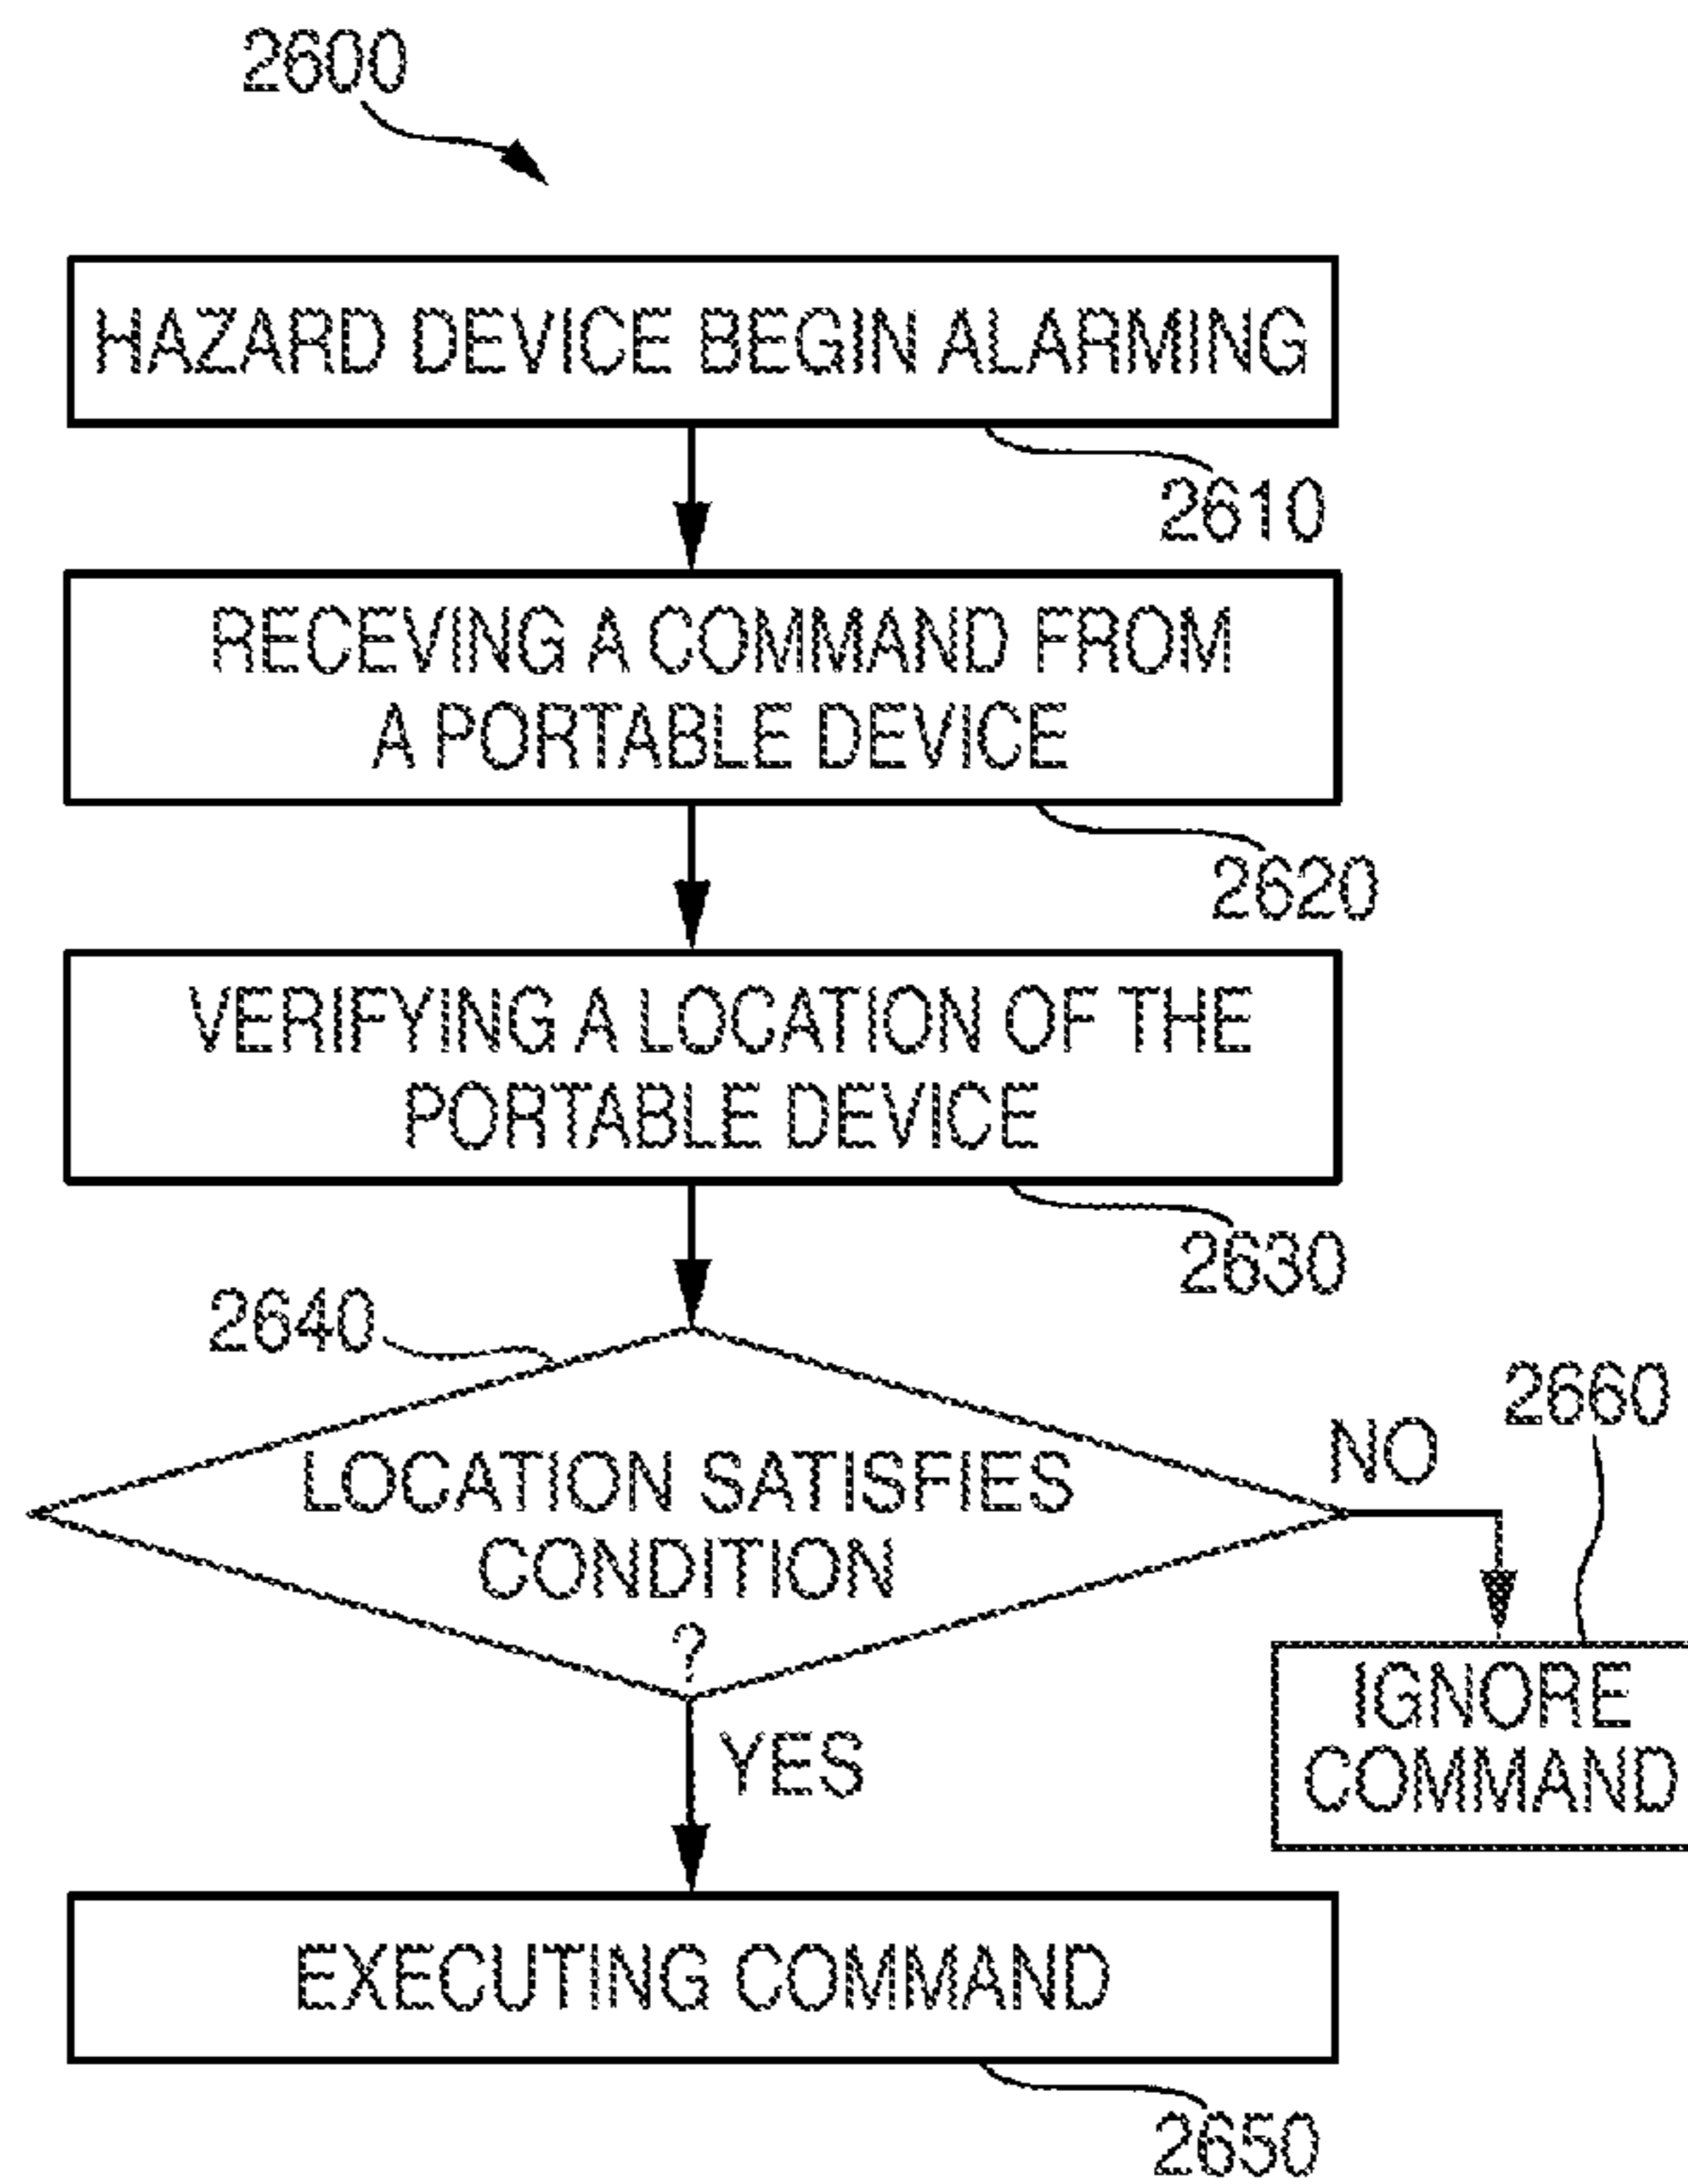 2600
HAZARD DEVICE BEGIN ALARMING
2610
RECEVING A COMMAND FROM
A PORTABLE DEVICE
2620
VERIFYING A LOCATION OF THE
PORTABLE DEVICE
2630
2640
LOCATION SATISFIES
CONDITION
?
NO
2660
IGNORE
COMMAND
YES
EXECUTING COMMAND
2650